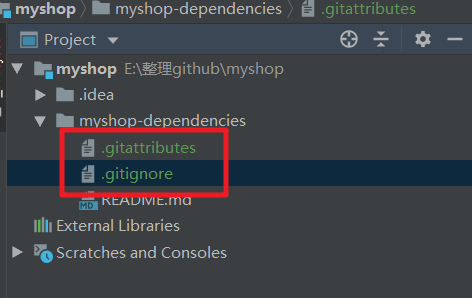 myshop myshop-dependencies .gitattributes
Project
myshop E:\整理github\myshop
.idea
myshop-dependencies
.gitattributes
.gitignore
MD README.md
External Libraries
Scratches and Consoles